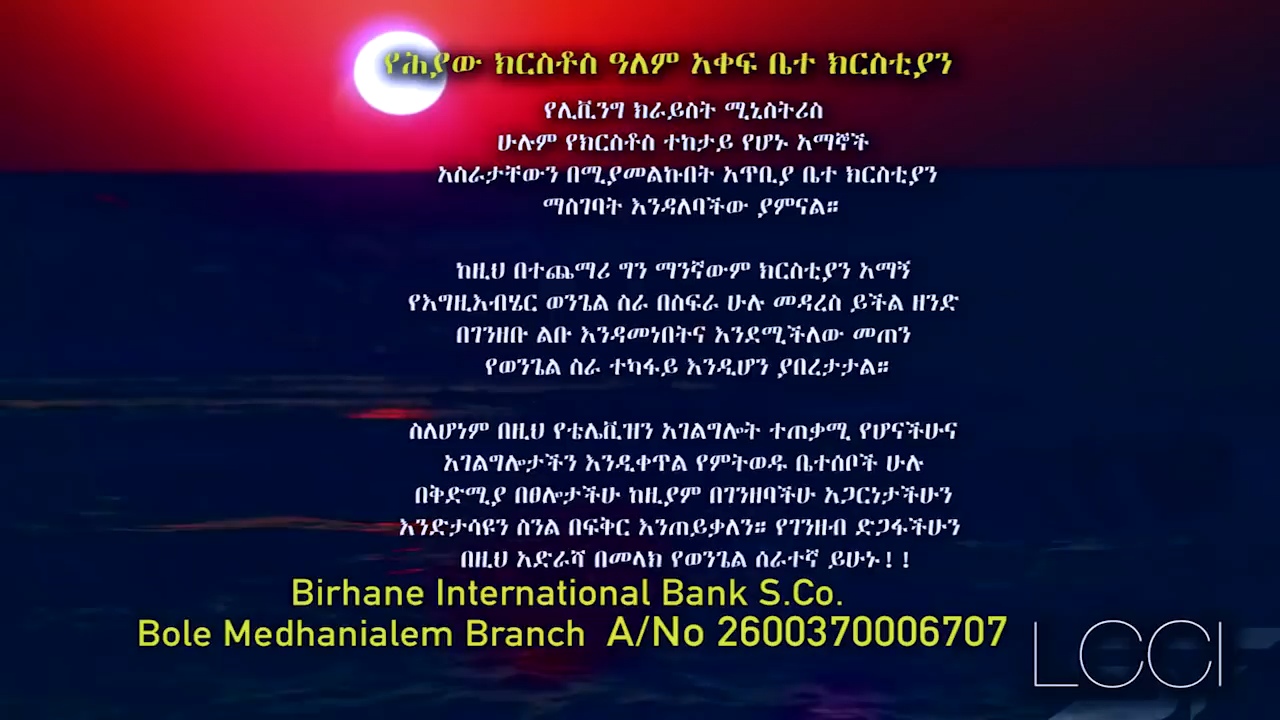 የሕያው ክርስቶስ ዓለም አቀፍ ቤተ ክርስቲያን
የሊቪንግ ክራይስት ሚኒስትሪስ
ሁሉም የክርስቶስ ተከታይ የሆኑ አማኞች
አስራታቸውን በሚያመልኩበት አጥቢያ ቤተ ክርስቲያን
ማስገባት እንዳለባችው ያምናል።
ከዚህ በተጨማሪ ግን ማንኛውም ክርስቲያን አማኝ
የእግዚአብሄር ወንጌል ስራ በስፍራ ሁሉ መዳረስ ይችል ዘንድ
በገንዘቡ ልቡ እንዳመነበትና እንደሚችለው መጠን
የወንጌል ስራ ተካፋይ እንዲሆን ያበረታታል።
ስለሆነም በዚህ የቴሌቪዝን አገልግሎት ተጠቃሚ የሆናችሁና
አገልግሎታችን እንዲቀጥል የምትወዱ ቤተሰቦች ሁሉ
በቅድሚያ በፀሎታችሁ ከዚያም በገንዘባችሁ አጋርነታችሁን
እንድታሳዩን ስንል በፍቅር እንጠይቃለን። የገንዘብ ድጋፋችሁን
በዚህ አድራሻ በመላክ የወንጌል ሰራተኛ ይሁኑ!!
Birhane International Bank S.Co.
Bole Medhanialem Branch A/No 2600370006707
LCCI